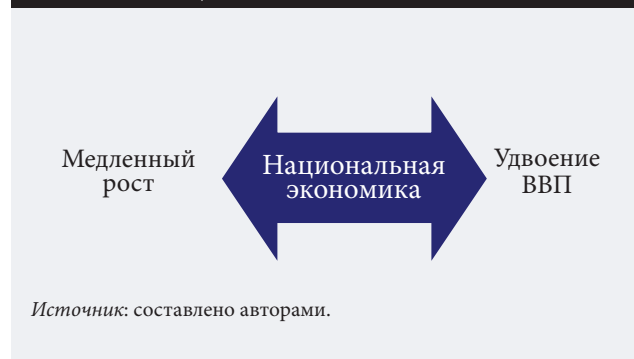 Медленный
рост
Национальная
экономика
Удвоение
ВВП
Источник: составлено авторами.